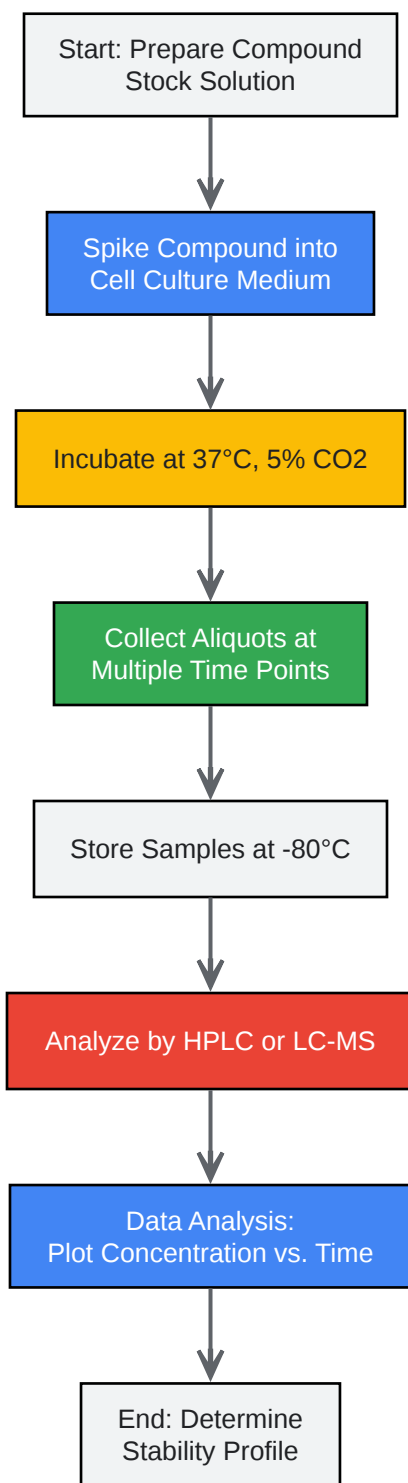 Start: Prepare Compound
Stock Solution
Spike Compound into
Cell Culture Medium
Incubate at 37°C, 5% CO2
Collect Aliquots at
Multiple Time Points
Store Samples at -80°C
Analyze by HPLC or LC-MS
Data Analysis:
Plot Concentration vs. Time
End: Determine
Stability Profile